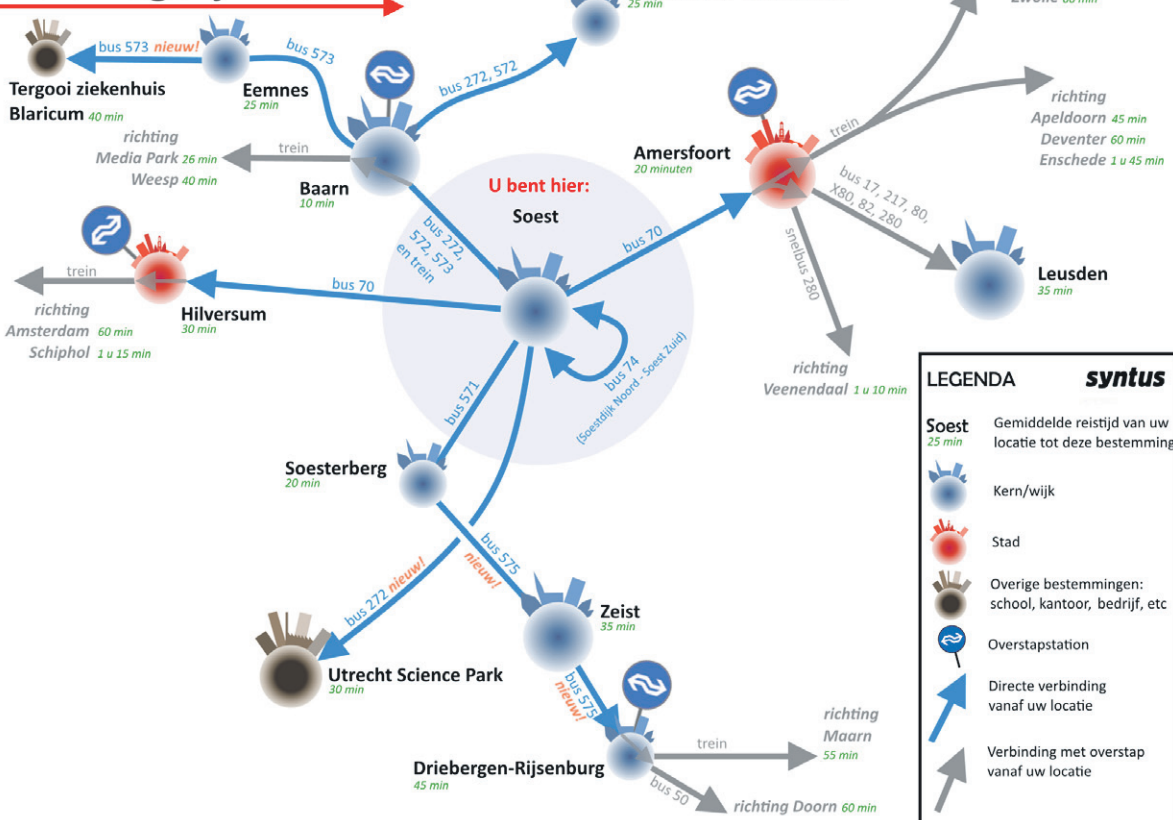 25 min
Zwolle 60 min
bus 573 nieuw!
bus 573
bus 272, 572
Tergooi ziekenhuis
Blaricum 40 min
Eemnes
25 min
richting
Media Park 26 min
Weesp 40 min
trein
Baarn
10 min
bus 272,
572, 573
en trein
U bent hier:
Soest
Amersfoort
20 minuten
trein
richting
Apeldoorn 45 min
Deventer 60 min
Enschede 1 u 45 min
bus 17, 217, 80,
X80, 82, 280
snelbus 280
Leusden
35 min
bus 70
trein
bus 70
richting
Amsterdam 60 min
Schiphol 1 u 15 min
Hilversum
30 min
bus 74
(Soestdijk Noord - Soest Zuid)
richting
Veenendaal 1 u 10 min
bus 571
Soesterberg
20 min
bus 575
nieuw!
bus 272 nieuw!
Zeist
35 min
Utrecht Science Park
30 min
bus 575
nieuw!
Driebergen-Rijsenburg
45 min
trein
richting
Maarn
55 min
bus 50
richting Doorn 60 min
LEGENDA syntus
Soest
25 min
Gemiddelde reistijd van uw
locatie tot deze bestemming
Kern/wijk
Stad
Overige bestemmingen:
school, kantoor, bedrijf, etc
Overstapstation
Directe verbinding
vanaf uw locatie
Verbinding met overstap
vanaf uw locatie